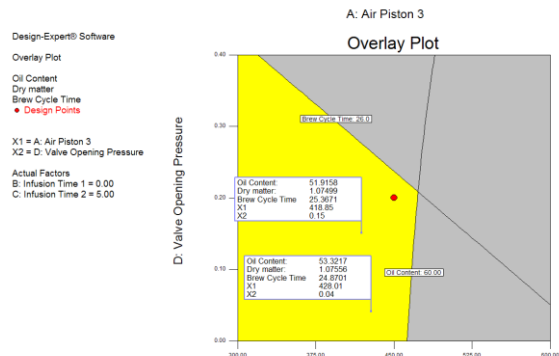 A: Air Piston 3
Design-Expert® Software
Overlay Plot
Oil Content
Dry matter
Brew Cycle Time
Design Points
X1 = A: Air Piston 3
X2 = D: Valve Opening Pressure
Actual Factors
B: Infusion Time 1 = 0.00
C: Infusion Time 2 = 5.00
Overlay Plot
D: Valve Opening Pressure
0.40
0.30
0.20
0.10
0.00
Brew Cycle Time: 26.0
Oil Content: 51.9158
Dry matter: 1.07499
Brew Cycle Time 25.3671
X1 418.85
X2 0.15
Oil Content: 53.3217
Dry matter: 1.07556
Brew Cycle Time 24.8701
X1 428.01
X2 0.04
Oil Content: 60.00
300.00 375.00 450.00 525.00 600.00